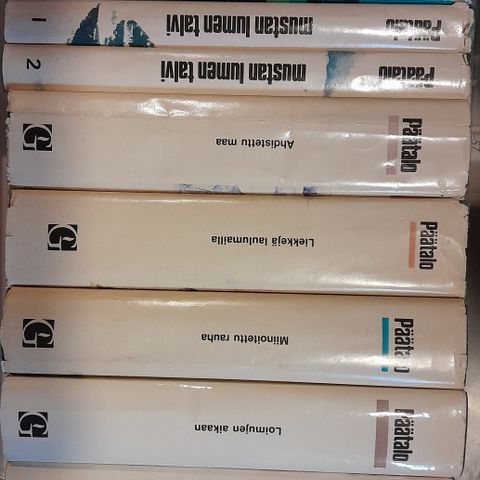 Päätalo mustan lumen talvi 1
Päätalo mustan lumen talvi 2
Päätalo Ahdistettu maa G
Päätalo Liekkejä laulumailla G
Päätalo Miinoitettu rauha G
Päätalo Loimujen aikaan G